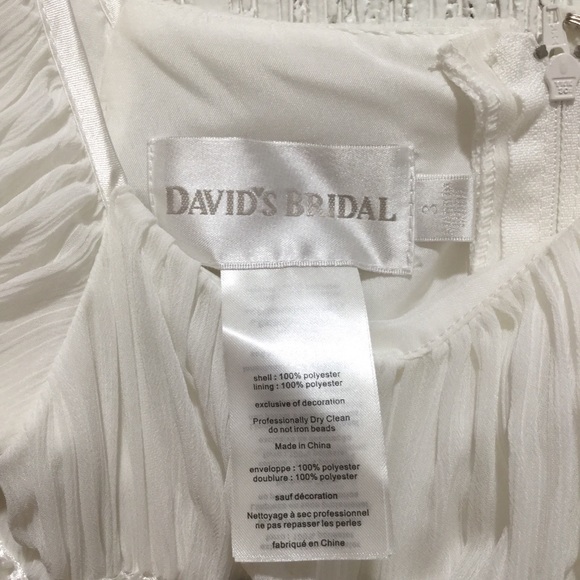 DAVID'S BRIDAL
3
shell : 100% polyester
lining : 100% polyester
exclusive of decoration
Professionally Dry Clean
do not iron beads
Made in China
enveloppe : 100% polyester
doublure : 100% polyester
sauf décoration
Nettoyage à sec professionnel
ne pas repasser les perles
fabriqué en Chine